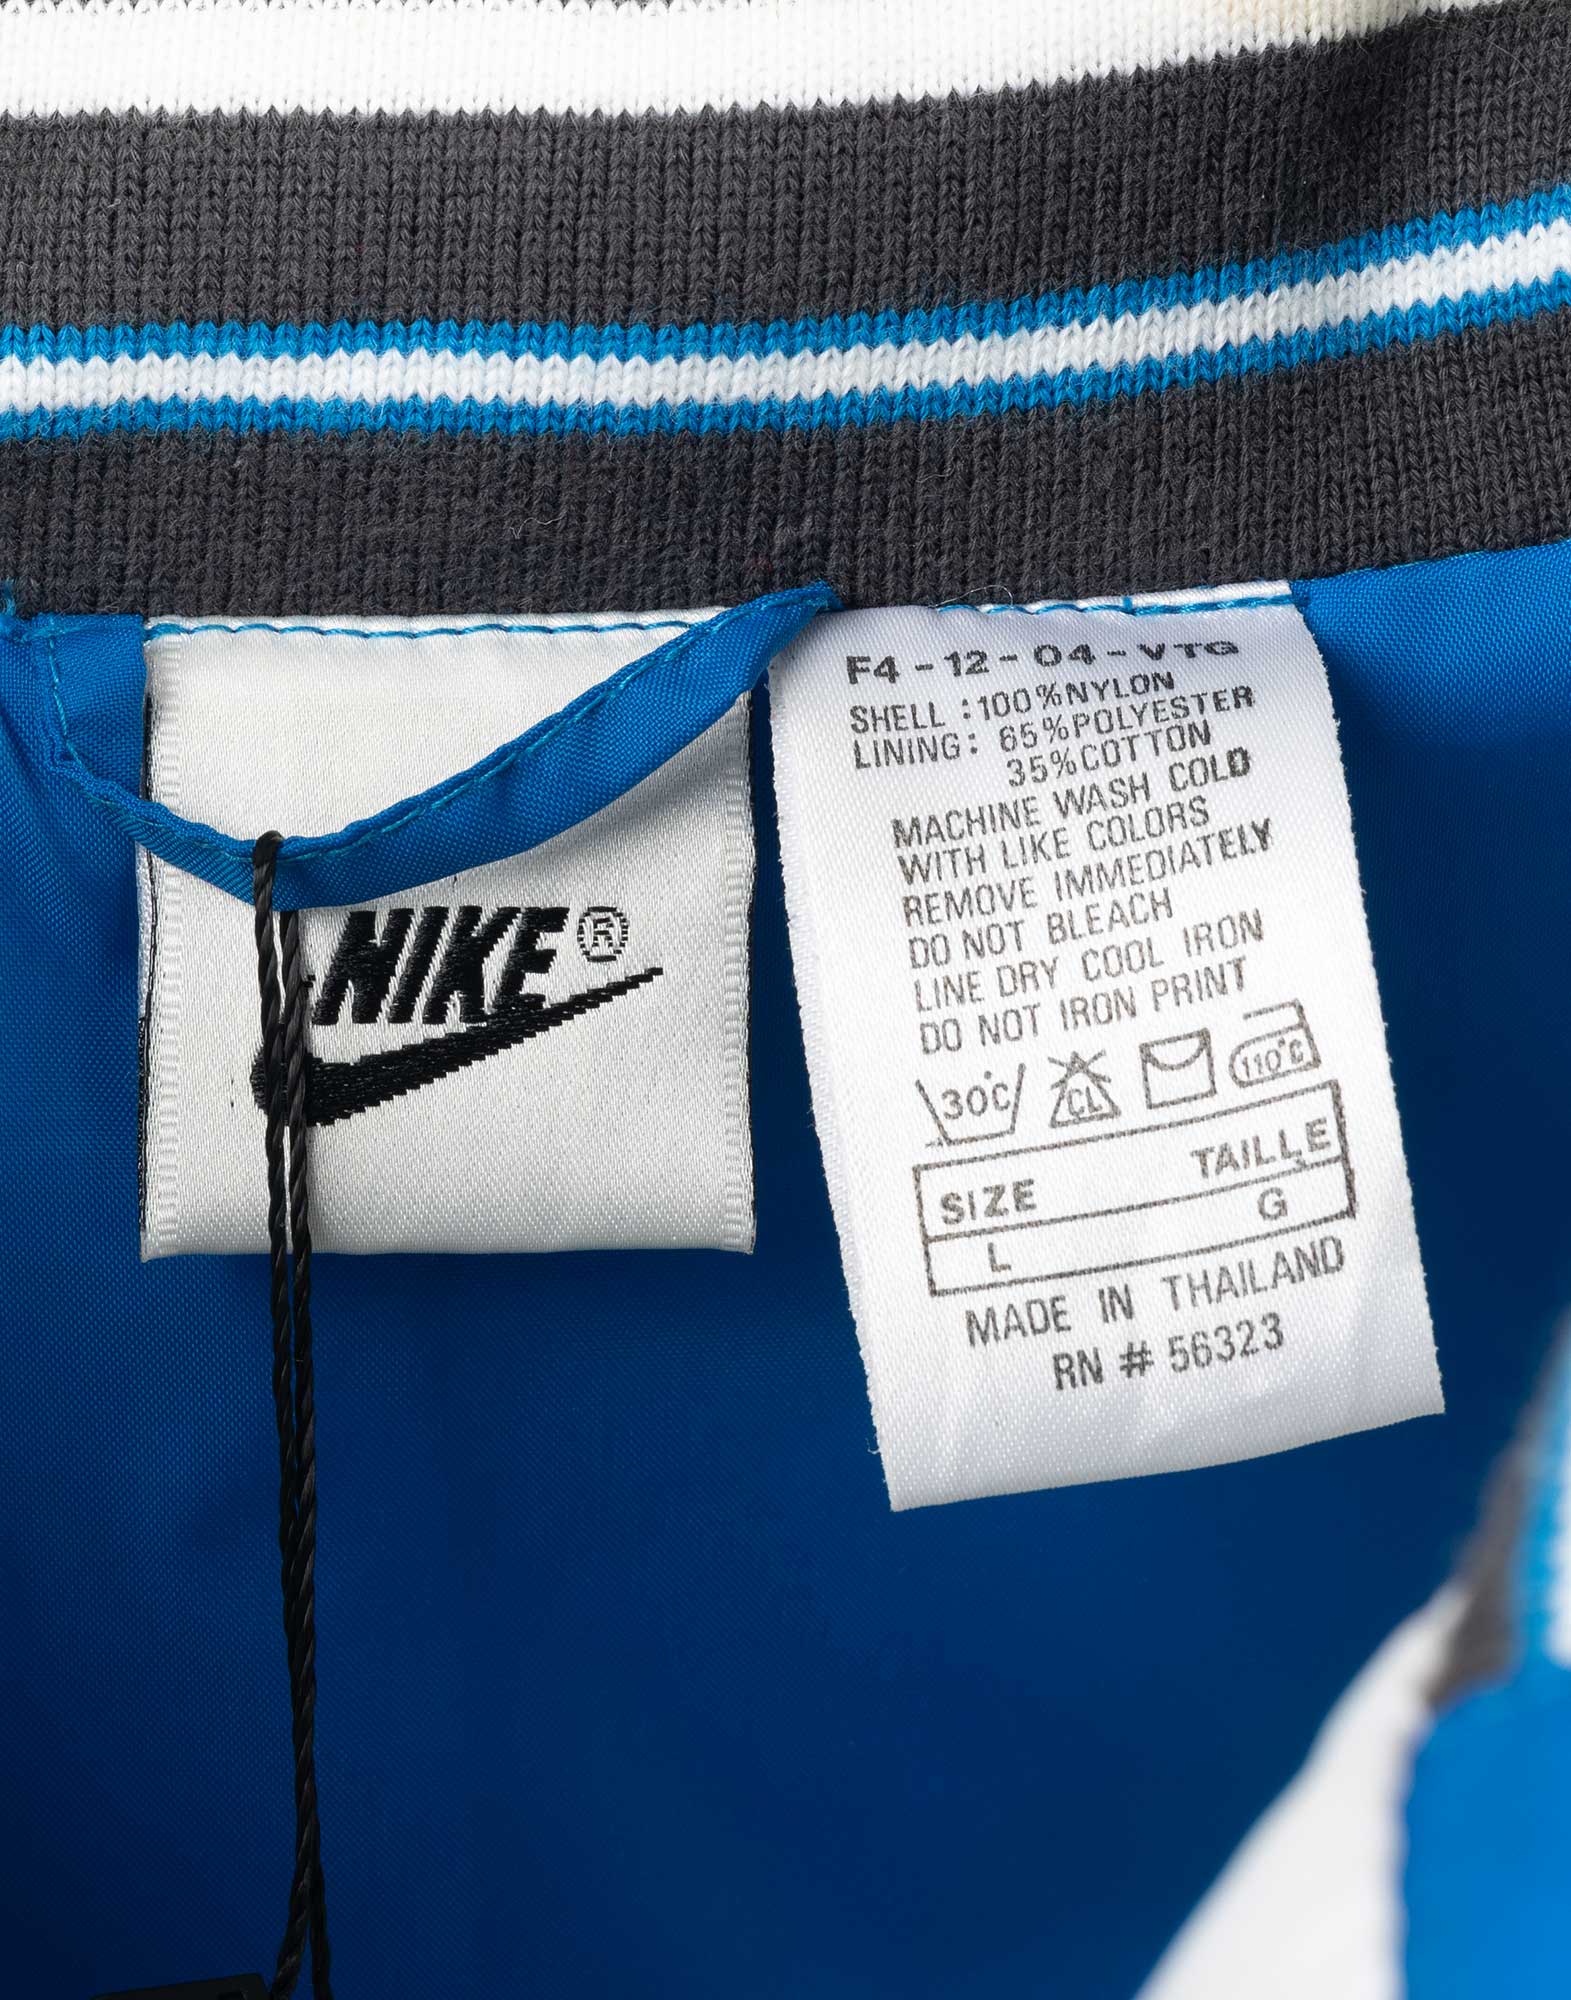 NIKE®
F4-12-04-VTG
SHELL : 100%NYLON
LINING: 65%POLYESTER
35%COTTON
MACHINE WASH COLD
WITH LIKE COLORS
REMOVE IMMEDIATELY
DO NOT BLEACH
LINE DRY COOL IRON
DO NOT IRON PRINT
30°C CL 110°C
SIZE TAILLE
L G
MADE IN THAILAND
RN # 56323